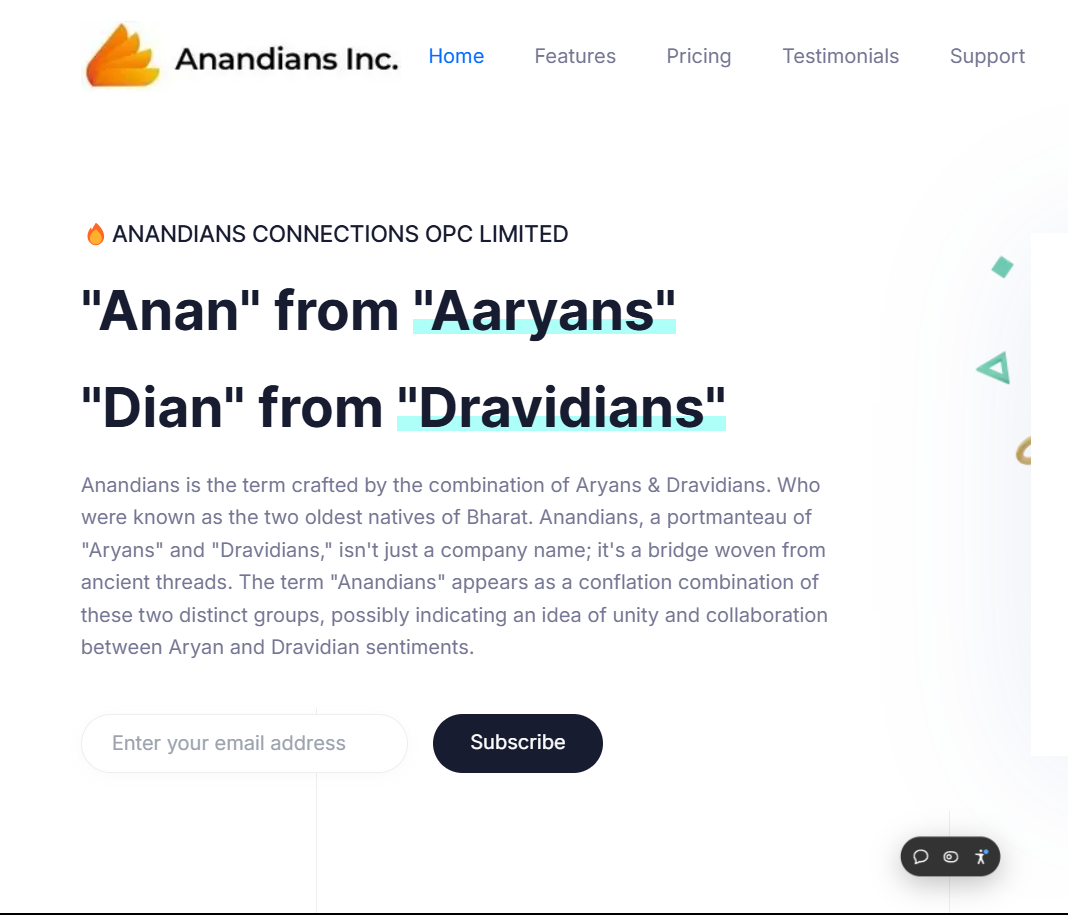 Anandians Inc.
Home Features Pricing Testimonials Support
🔥 ANANDIANS CONNECTIONS OPC LIMITED
"Anan" from "Aaryans"
"Dian" from "Dravidians"
Anandians is the term crafted by the combination of Aryans & Dravidians. Who
were known as the two oldest natives of Bharat. Anandians, a portmanteau of
"Aryans" and "Dravidians," isn't just a company name; it's a bridge woven from
ancient threads. The term "Anandians" appears as a conflation combination of
these two distinct groups, possibly indicating an idea of unity and collaboration
between Aryan and Dravidian sentiments.
Enter your email address
Subscribe